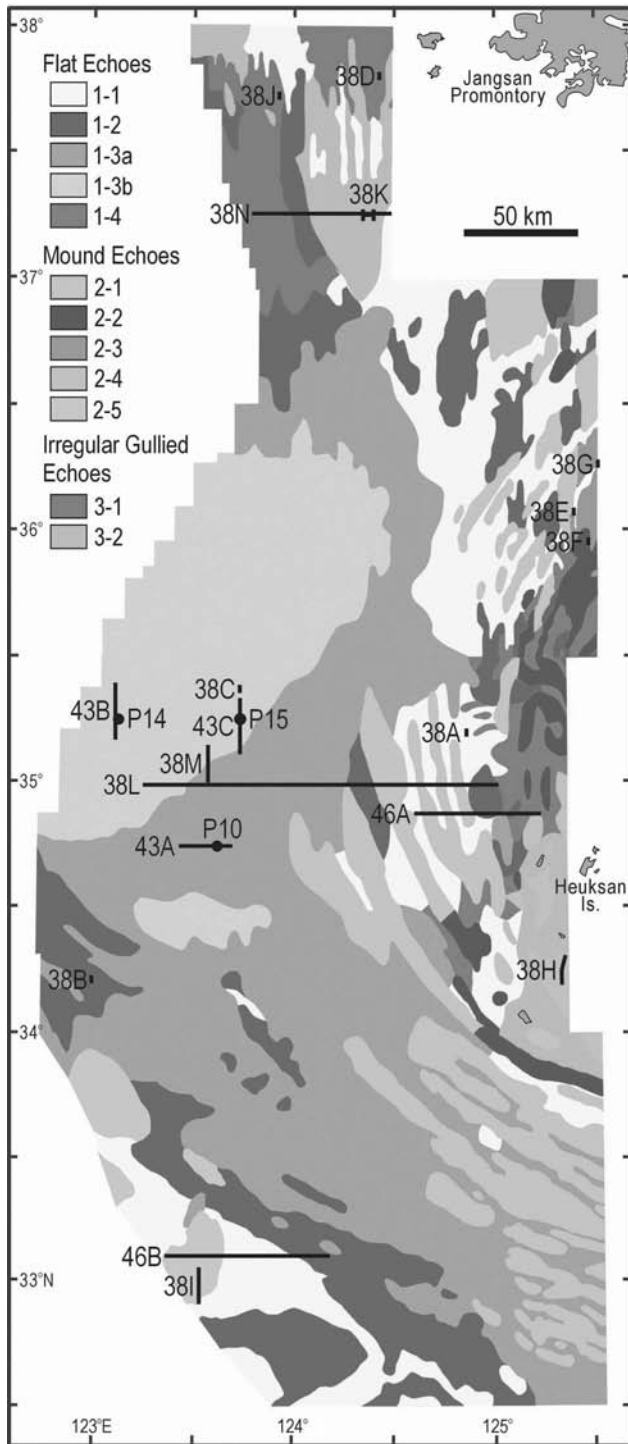 38°
37°
36°
35°
34°
33°N
123°E
124°
125°
Flat Echoes
1-1
1-2
1-3a
1-3b
1-4
Mound Echoes
2-1
2-2
2-3
2-4
2-5
Irregular Gullied
Echoes
3-1
3-2
Jangsan
Promontory
50 km
38D
38J
38K
38N
38G
38E
38F
38C
43B
P14
43C
P15
38A
38M
38L
46A
P10
43A
Heuksan
Is.
38H
38B
46B
38I